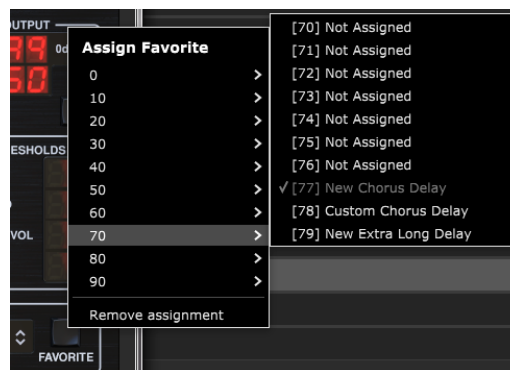 OUTPUT
0d
ESHOLDS
VOL
FAVORITE
Assign Favorite
0
10
20
30
40
50
60
70
80
90
Remove assignment
[70] Not Assigned
[71] Not Assigned
[72] Not Assigned
[73] Not Assigned
[74] Not Assigned
[75] Not Assigned
[76] Not Assigned
✓ [77] New Chorus Delay
[78] Custom Chorus Delay
[79] New Extra Long Delay